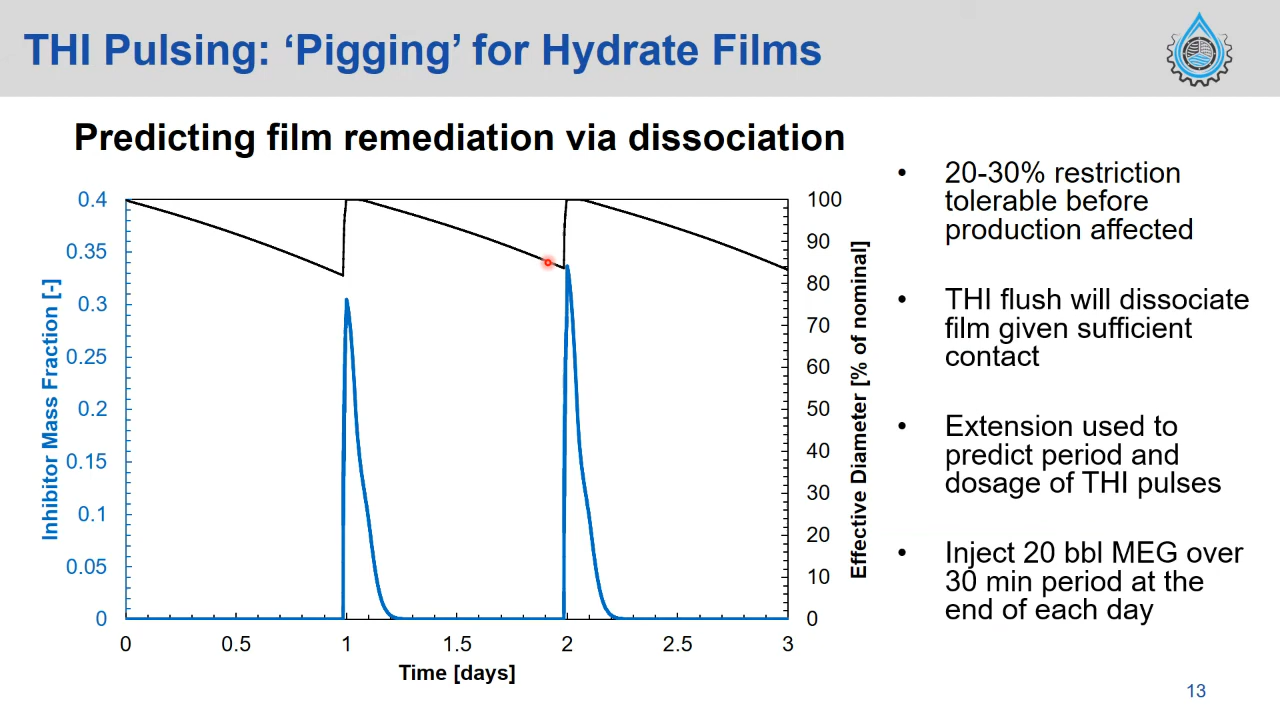 THI Pulsing: ‘Pigging’ for Hydrate Films
Predicting film remediation via dissociation
0.4
0.35
0.3
0.25
0.2
0.15
0.1
0.05
0
Inhibitor Mass Fraction [-]
100
90
80
70
60
50
40
30
20
10
0
Effective Diameter [% of nominal]
0
0.5
1
1.5
2
2.5
3
Time [days]
• 20-30% restriction
tolerable before
production affected
• THI flush will dissociate
film given sufficient
contact
• Extension used to
predict period and
dosage of THI pulses
• Inject 20 bbl MEG over
30 min period at the
end of each day
13